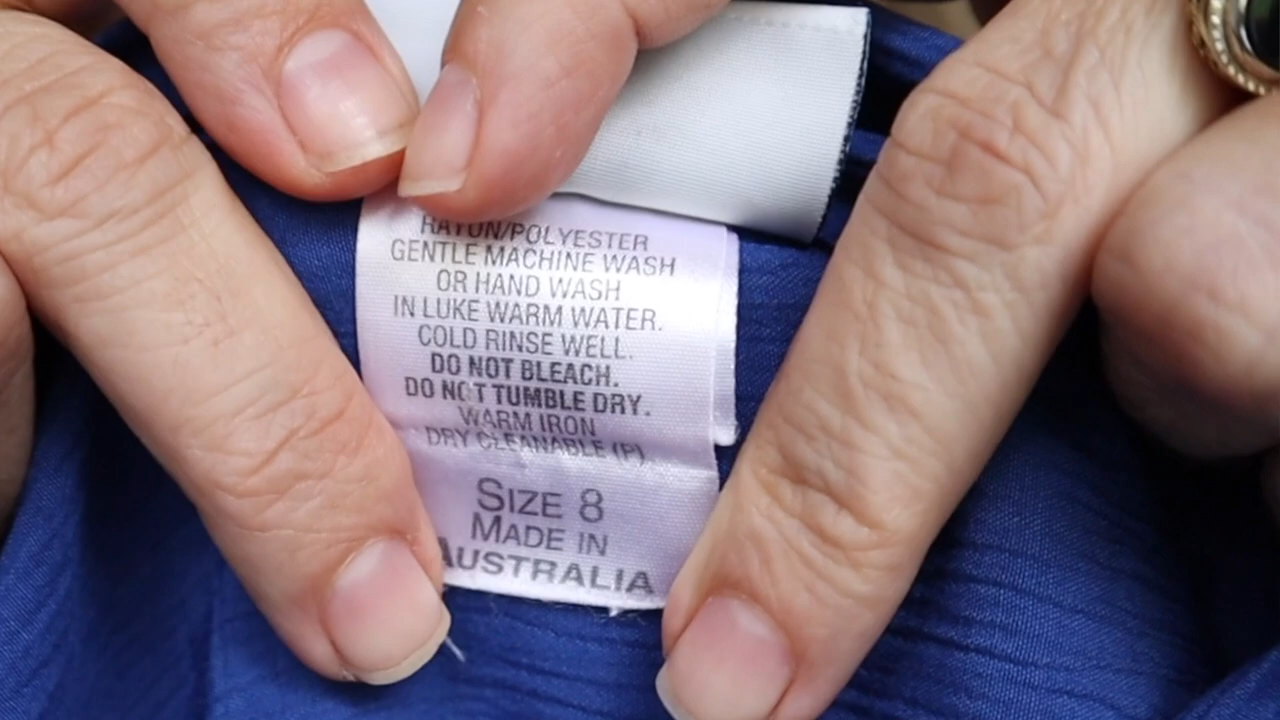 RAYON/POLYESTER
GENTLE MACHINE WASH
OR HAND WASH
IN LUKE WARM WATER.
COLD RINSE WELL.
DO NOT BLEACH.
DO NOT TUMBLE DRY.
WARM IRON
DRY CLEANABLE (P).
SIZE 8
MADE IN
AUSTRALIA